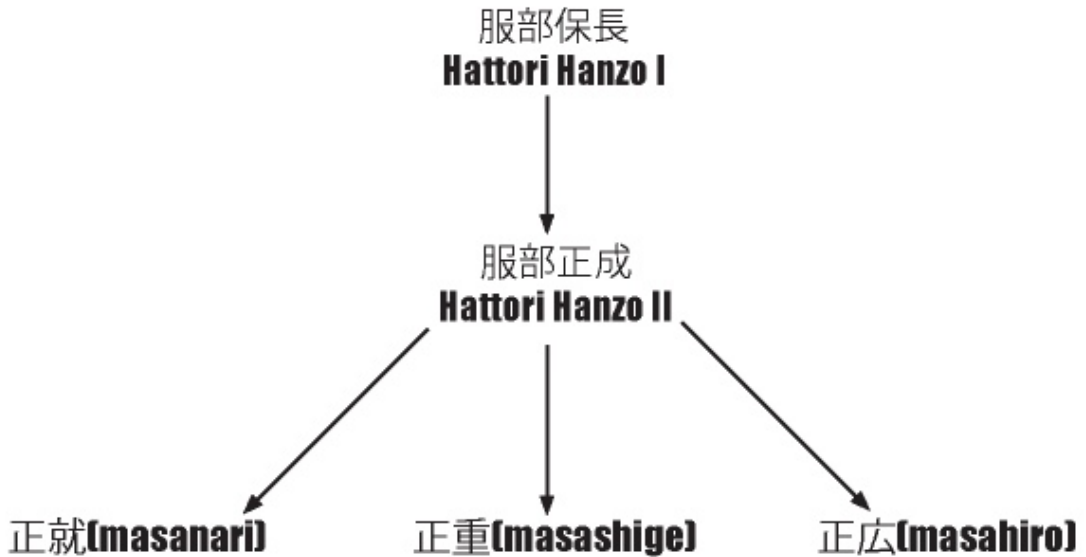 服部保長
Hattori Hanzo I
服部正成
Hattori Hanzo II
正就(masanari)
正重(masashige)
正広(masahiro)